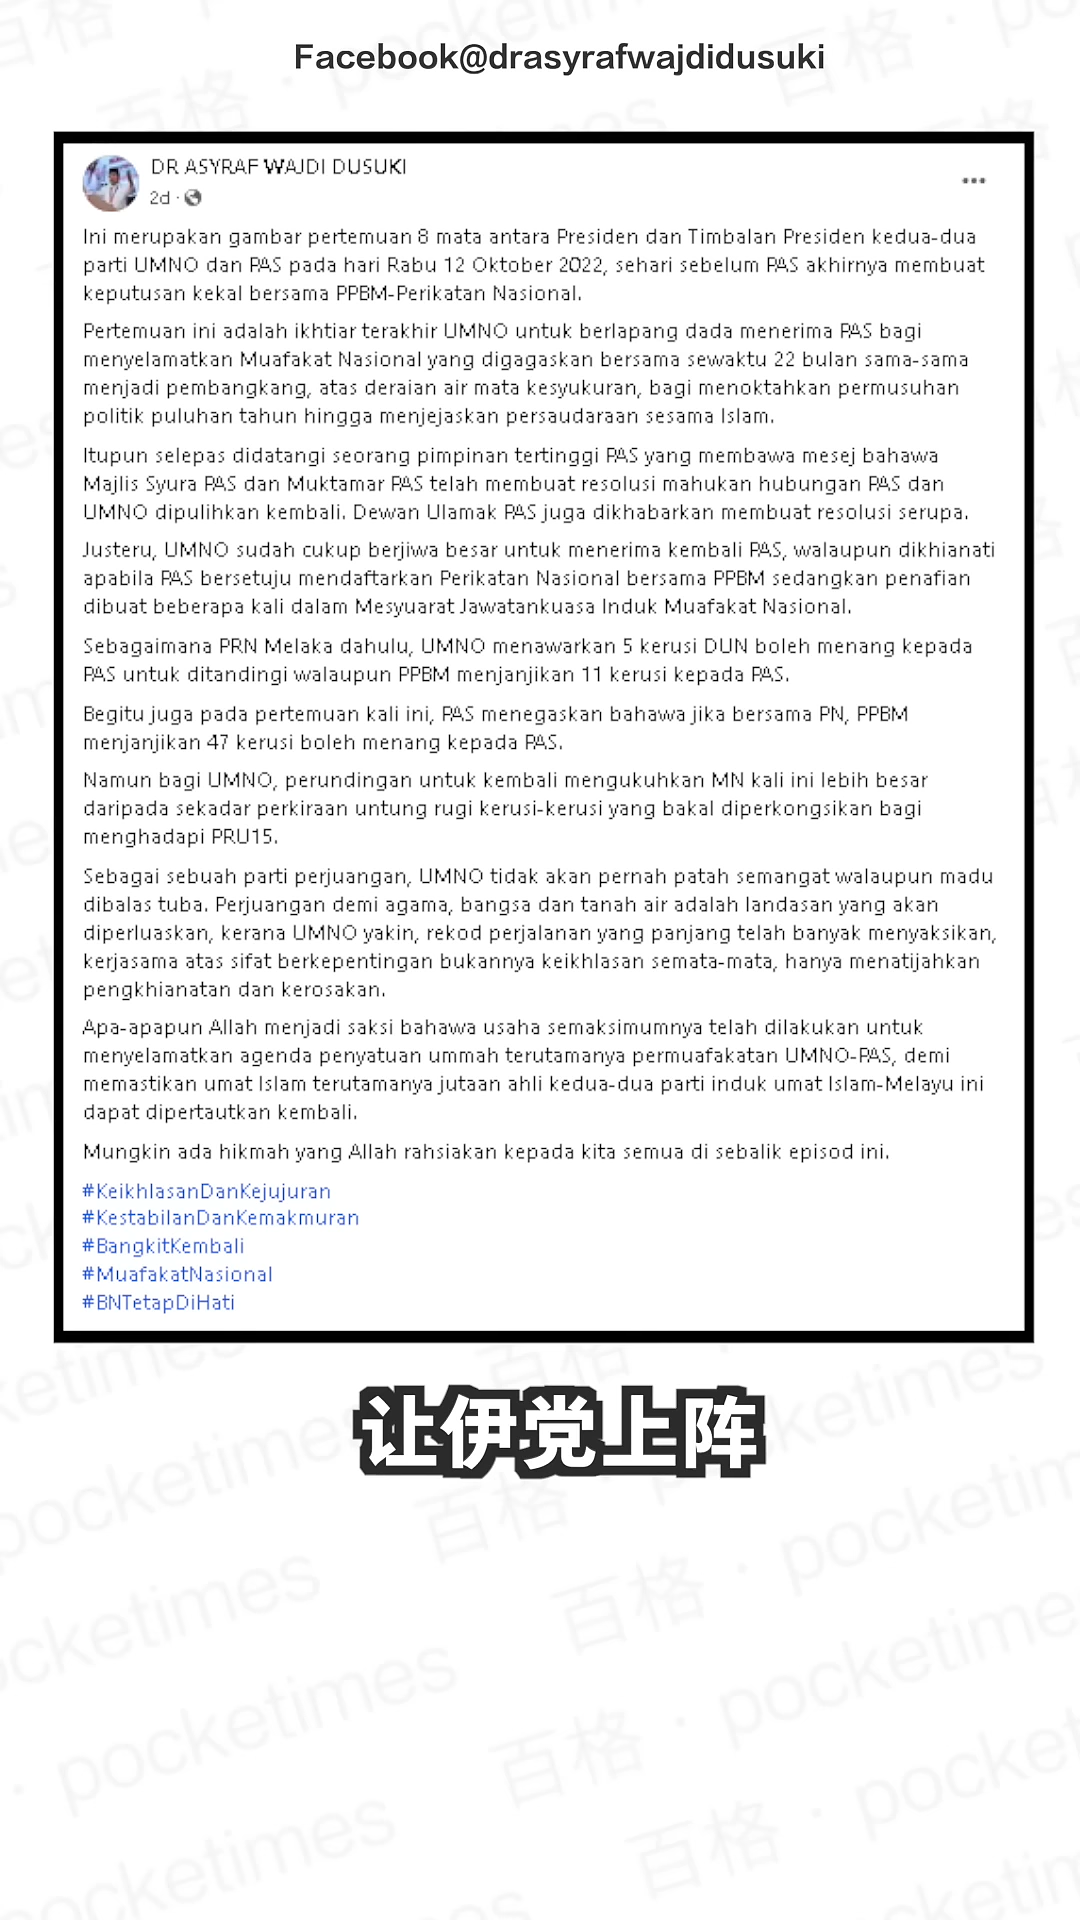 Facebook@drasyrafwajdidusuki
DR ASYRAF WAJDI DUSUKI
2d ·
Ini merupakan gambar pertemuan 8 mata antara Presiden dan Timbalan Presiden kedua-dua
parti UMNO dan PAS pada hari Rabu 12 Oktober 2022, sehari sebelum PAS akhirnya membuat
keputusan kekal bersama PPBM-Perikatan Nasional.
Pertemuan ini adalah ikhtiar terakhir UMNO untuk berlapang dada menerima PAS bagi
menyelamatkan Muafakat Nasional yang digagaskan bersama sewaktu 22 bulan sama-sama
menjadi pembangkang, atas deraian air mata kesyukuran, bagi menoktahkan permusuhan
politik puluhan tahun hingga menjejaskan persaudaraan sesama Islam.
Itupun selepas didatangi seorang pimpinan tertinggi PAS yang membawa mesej bahawa
Majlis Syura PAS dan Muktamar PAS telah membuat resolusi mahukan hubungan PAS dan
UMNO dipulihkan kembali. Dewan Ulamak PAS juga dikhabarkan membuat resolusi serupa.
Justeru, UMNO sudah cukup berjiwa besar untuk menerima kembali PAS, walaupun dikhianati
apabila PAS bersetuju mendaftarkan Perikatan Nasional bersama PPBM sedangkan penafian
dibuat beberapa kali dalam Mesyuarat Jawatankuasa Induk Muafakat Nasional.
Sebagaimana PRN Melaka dahulu, UMNO menawarkan 5 kerusi DUN boleh menang kepada
PAS untuk ditandingi walaupun PPBM menjanjikan 11 kerusi kepada PAS.
Begitu juga pada pertemuan kali ini, PAS menegaskan bahawa jika bersama PN, PPBM
menjanjikan 47 kerusi boleh menang kepada PAS.
Namun bagi UMNO, perundingan untuk kembali mengukuhkan MN kali ini lebih besar
daripada sekadar perkiraan untung rugi kerusi-kerusi yang bakal diperkongsikan bagi
menghadapi PRU15.
Sebagai sebuah parti perjuangan, UMNO tidak akan pernah patah semangat walaupun madu
dibalas tuba. Perjuangan demi agama, bangsa dan tanah air adalah landasan yang akan
diperluaskan, kerana UMNO yakin, rekod perjalanan yang panjang telah banyak menyaksikan,
kerjasama atas sifat berkepentingan bukannya keikhlasan semata-mata, hanya menatijahkan
pengkhianatan dan kerosakan.
Apa-apapun Allah menjadi saksi bahawa usaha semaksimumnya telah dilakukan untuk
menyelamatkan agenda penyatuan ummah terutamanya permuafakatan UMNO-PAS, demi
memastikan umat Islam terutamanya jutaan ahli kedua-dua parti induk umat Islam-Melayu ini
dapat dipertautkan kembali.
Mungkin ada hikmah yang Allah rahsiakan kepada kita semua di sebalik episod ini.
#KeikhlasanDanKejujuran
#KestabilanDanKemakmuran
#BangkitKembali
#MuafakatNasional
#BNTetapDiHati
让伊党上阵
百格 · pocketimes